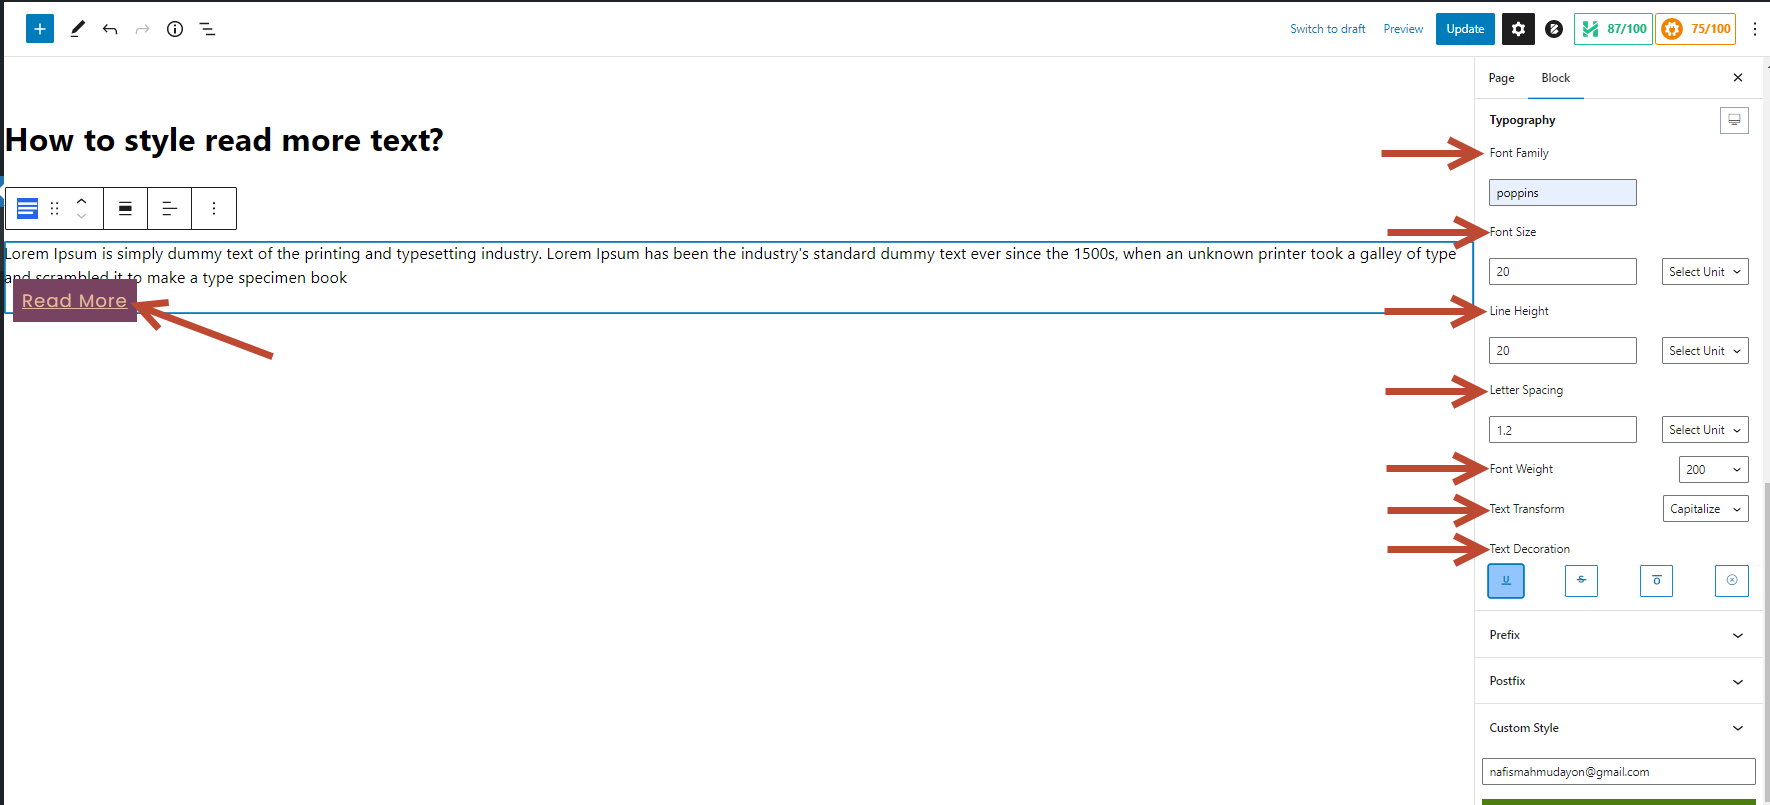 Switch to draft Preview Update 87/100 75/100
Page Block
Typography
How to style read more text?
Font Family
poppins
Font Size
20 Select Unit
Lorem Ipsum is simply dummy text of the printing and typesetting industry. Lorem Ipsum has been the industry's standard dummy text ever since the 1500s, when an unknown printer took a galley of type
and scrambled it to make a type specimen book
Read More
Line Height
20 Select Unit
Letter Spacing
1.2 Select Unit
Font Weight 200
Text Transform Capitalize
Text Decoration
U S O
Prefix
Postfix
Custom Style
nafismahmudayon@gmail.com